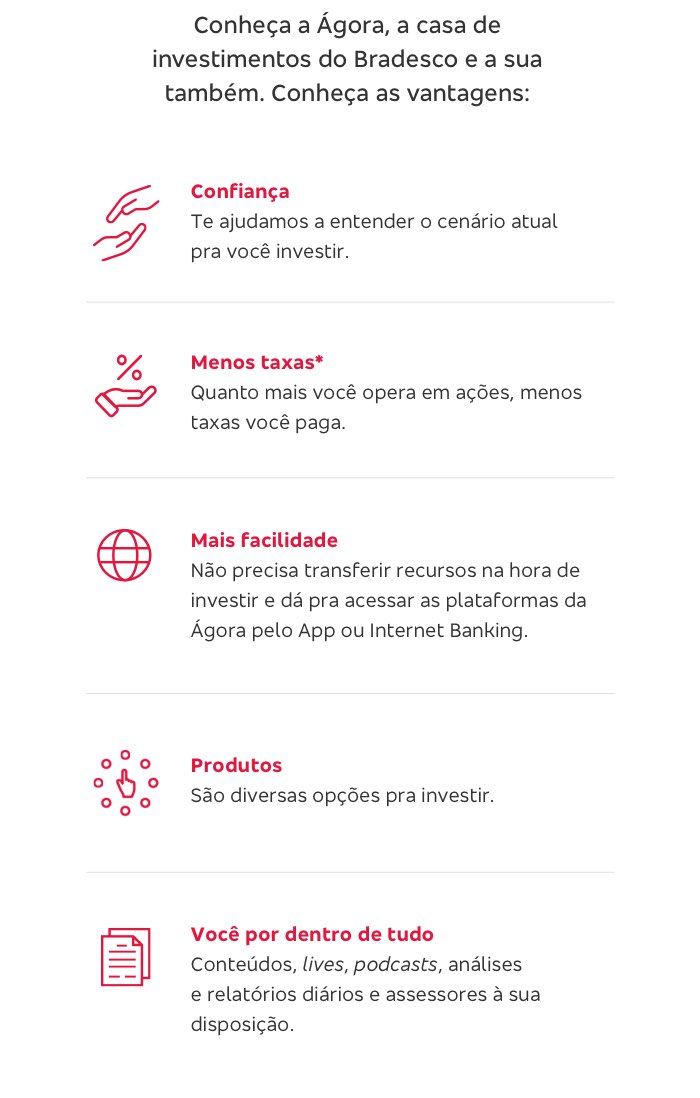 Conheça a Ágora, a casa de
investimentos do Bradesco e a sua
também. Conheça as vantagens:
Confiança
Te ajudamos a entender o cenário atual
pra você investir.
Menos taxas*
Quanto mais você opera em ações, menos
taxas você paga.
Mais facilidade
Não precisa transferir recursos na hora de
investir e dá pra acessar as plataformas da
Ágora pelo App ou Internet Banking.
Produtos
São diversas opções pra investir.
Você por dentro de tudo
Conteúdos, lives, podcasts, análises
e relatórios diários e assessores à sua
disposição.